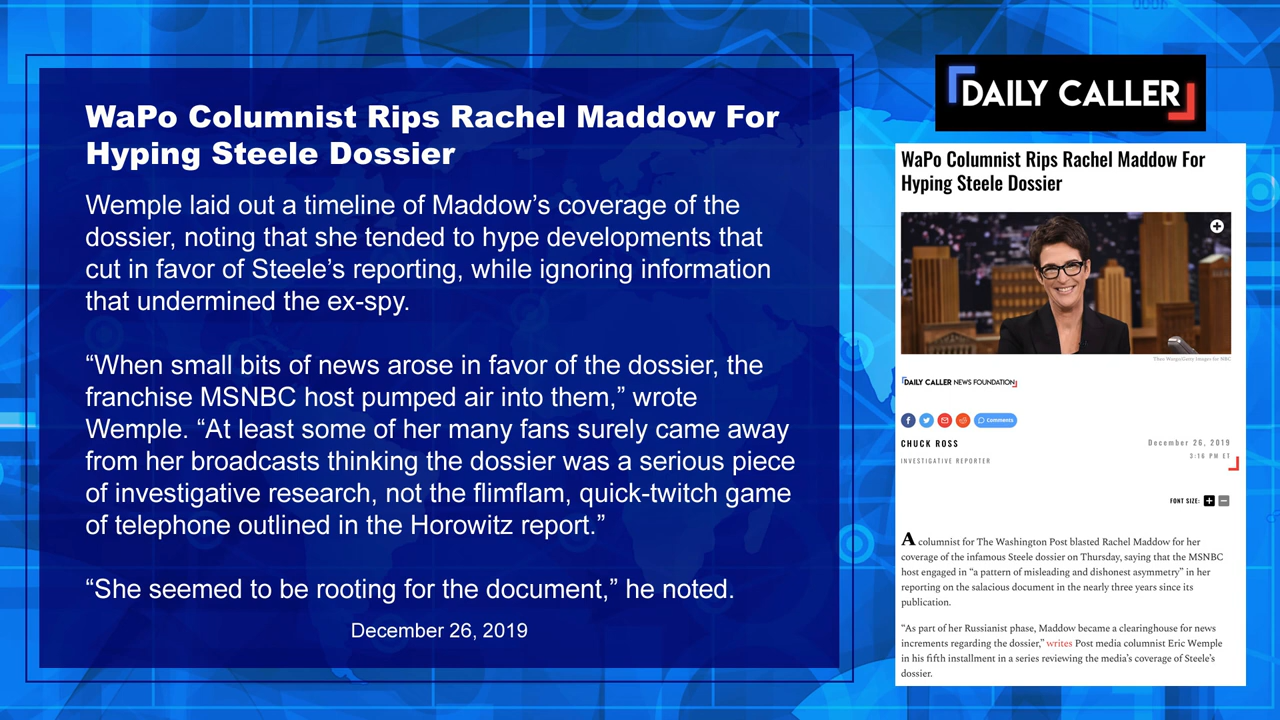 WaPo Columnist Rips Rachel Maddow For
Hyping Steele Dossier
Wemple laid out a timeline of Maddow’s coverage of the
dossier, noting that she tended to hype developments that
cut in favor of Steele’s reporting, while ignoring information
that undermined the ex-spy.
“When small bits of news arose in favor of the dossier, the
franchise MSNBC host pumped air into them,” wrote
Wemple. “At least some of her many fans surely came away
from her broadcasts thinking the dossier was a serious piece
of investigative research, not the flimflam, quick-twitch game
of telephone outlined in the Horowitz report.”
“She seemed to be rooting for the document,” he noted.
December 26, 2019
DAILY CALLER
WaPo Columnist Rips Rachel Maddow For
Hyping Steele Dossier
Theo Wargo/Getty Images for NBC
DAILY CALLER NEWS FOUNDATION
Comments
CHUCK ROSS
INVESTIGATIVE REPORTER
December 26, 2019
3:16 PM ET
FONT SIZE:
A columnist for The Washington Post blasted Rachel Maddow for her
coverage of the infamous Steele dossier on Thursday, saying that the MSNBC
host engaged in “a pattern of misleading and dishonest asymmetry” in her
reporting on the salacious document in the nearly three years since its
publication.
“As part of her Russianist phase, Maddow became a clearinghouse for news
increments regarding the dossier,” writes Post media columnist Eric Wemple
in his fifth installment in a series reviewing the media’s coverage of Steele’s
dossier.